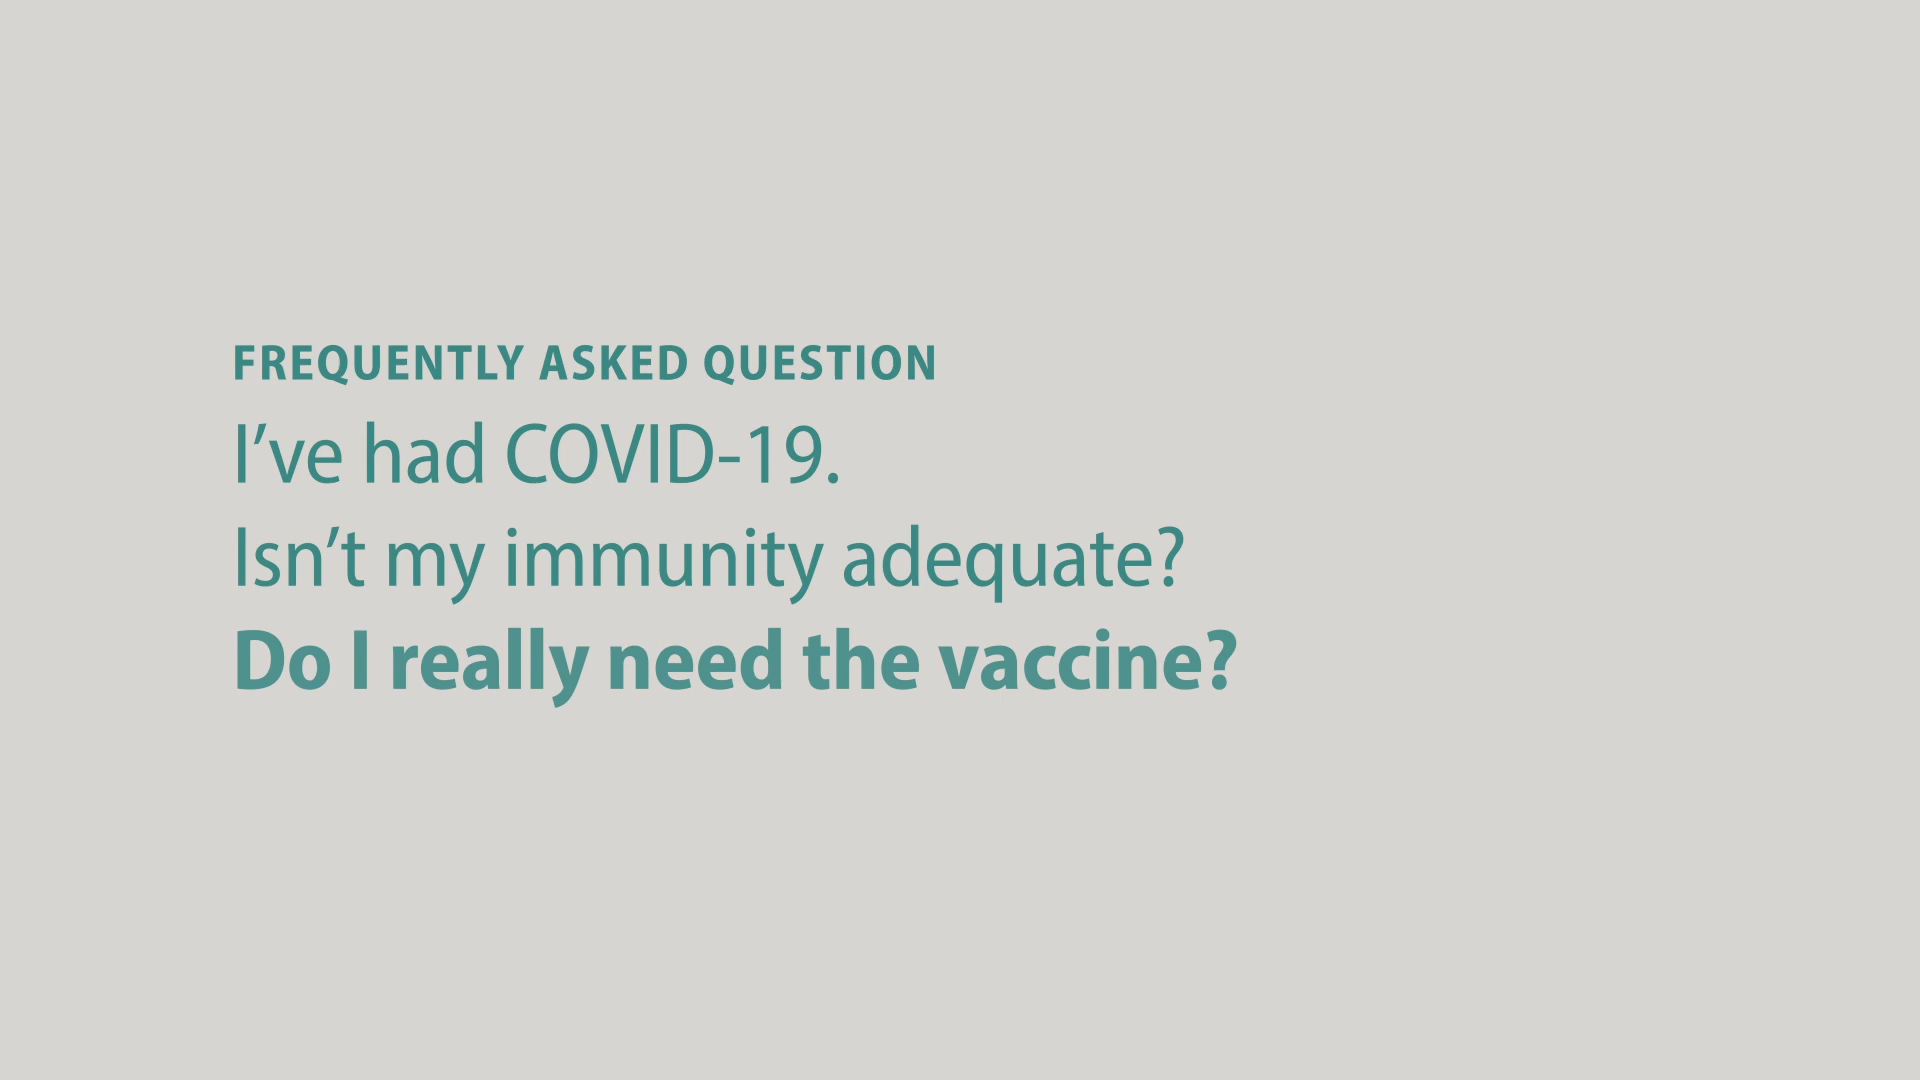 FREQUENTLY ASKED QUESTION
I’ve had COVID-19.
Isn’t my immunity adequate?
Do I really need the vaccine?